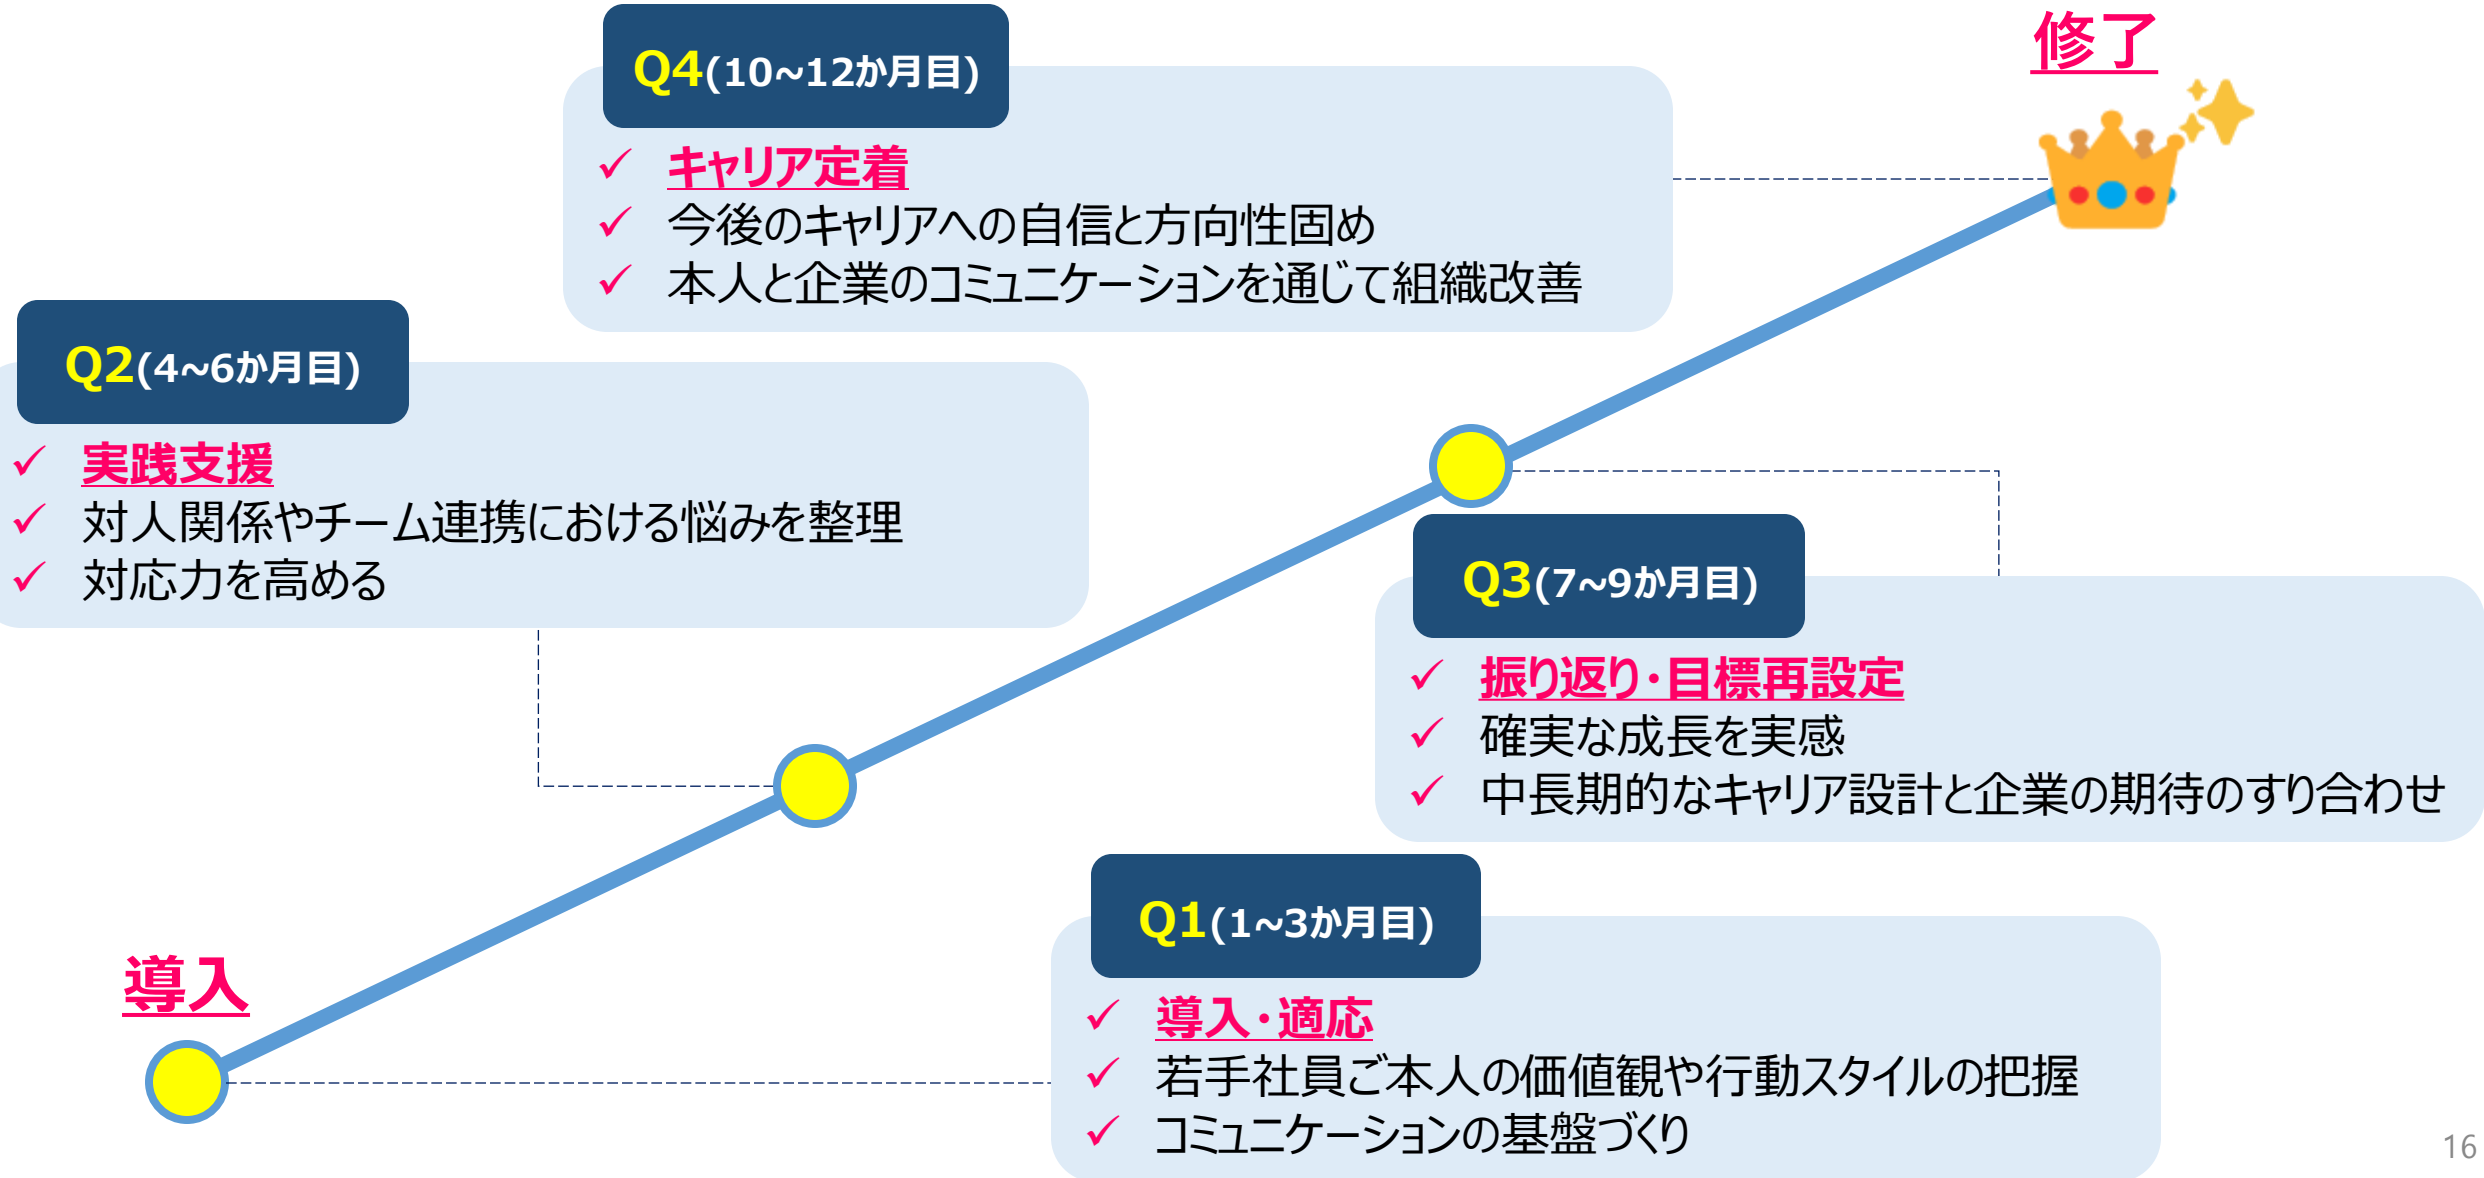 修了
Q4(10~12か月目)
キャリア定着
今後のキャリアへの自信と方向性固め
本人と企業のコミュニケーションを通じて組織改善
Q2(4~6か月目)
実践支援
対人関係やチーム連携における悩みを整理
対応力を高める
Q3(7~9か月目)
振り返り・目標再設定
確実な成長を実感
中長期的なキャリア設計と企業の期待のすり合わせ
導入
Q1(1~3か月目)
導入・適応
若手社員ご本人の価値観や行動スタイルの把握
コミュニケーションの基盤づくり
16